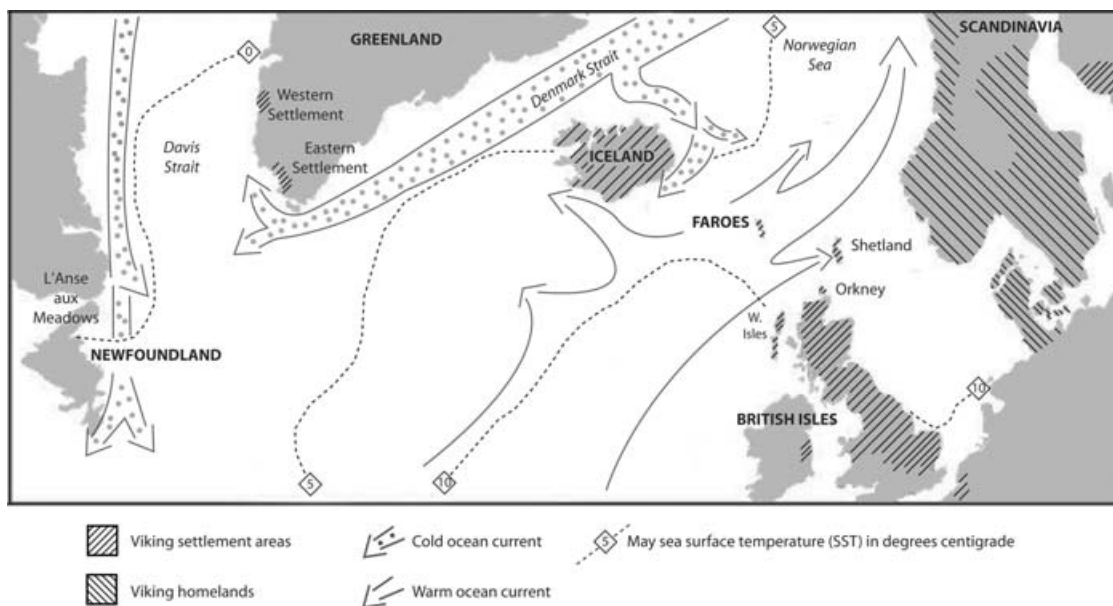 GREENLAND
SCANDINAVIA
Norwegian
Sea
0
5
Denmark Strait
Western
Settlement
Davis
Strait
Eastern
Settlement
ICELAND
FAROES
Shetland
L'Anse
aux
Meadows
Orkney
W.
Isles
NEWFOUNDLAND
BRITISH ISLES
10
5
10
Viking settlement areas
Cold ocean current
5
May sea surface temperature (SST) in degrees centigrade
Viking homelands
Warm ocean current